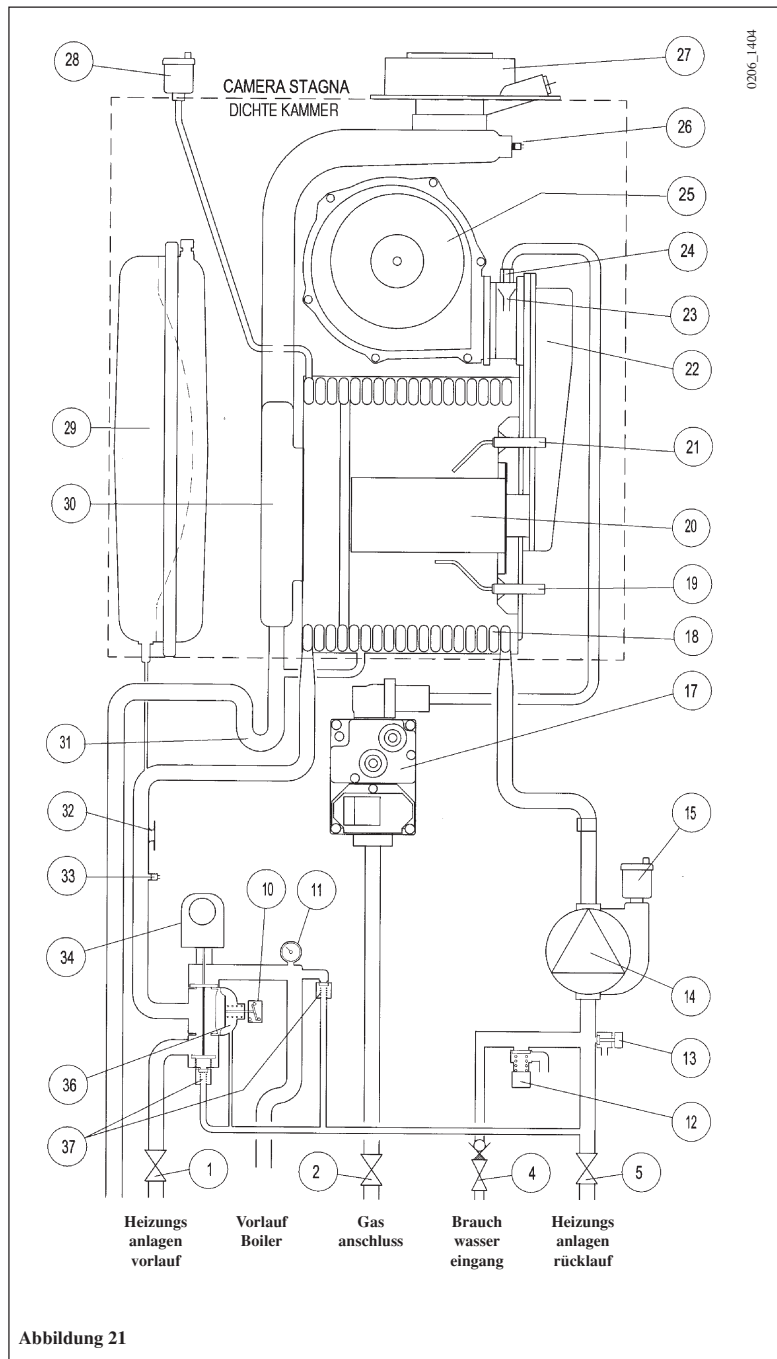 0206_1404
28
27
CAMERA STAGNA
DICHTE KAMMER
26
25
24
23
22
29
21
30
20
19
18
31
17
32
15
33
10
11
34
14
13
36
12
37
1
2
4
5
Heizungs
anlagen
vorlauf
Vorlauf
Boiler
Gas
anschluss
Brauch
wasser
eingang
Heizungs
anlagen
rücklauf
Abbildung 21